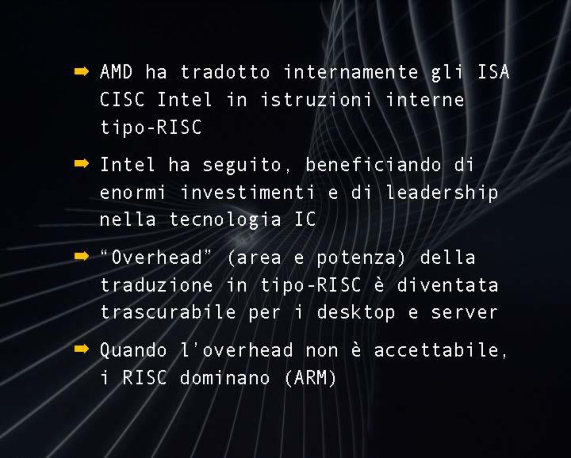 AMD ha tradotto internamente gli ISA
CISC Intel in istruzioni interne
tipo-RISC
Intel ha seguito, beneficiando di
enormi investimenti e di leadership
nella tecnologia IC
“Overhead” (area e potenza) della
traduzione in tipo-RISC è diventata
trascurabile per i desktop e server
Quando l’overhead non è accettabile,
i RISC dominano (ARM)